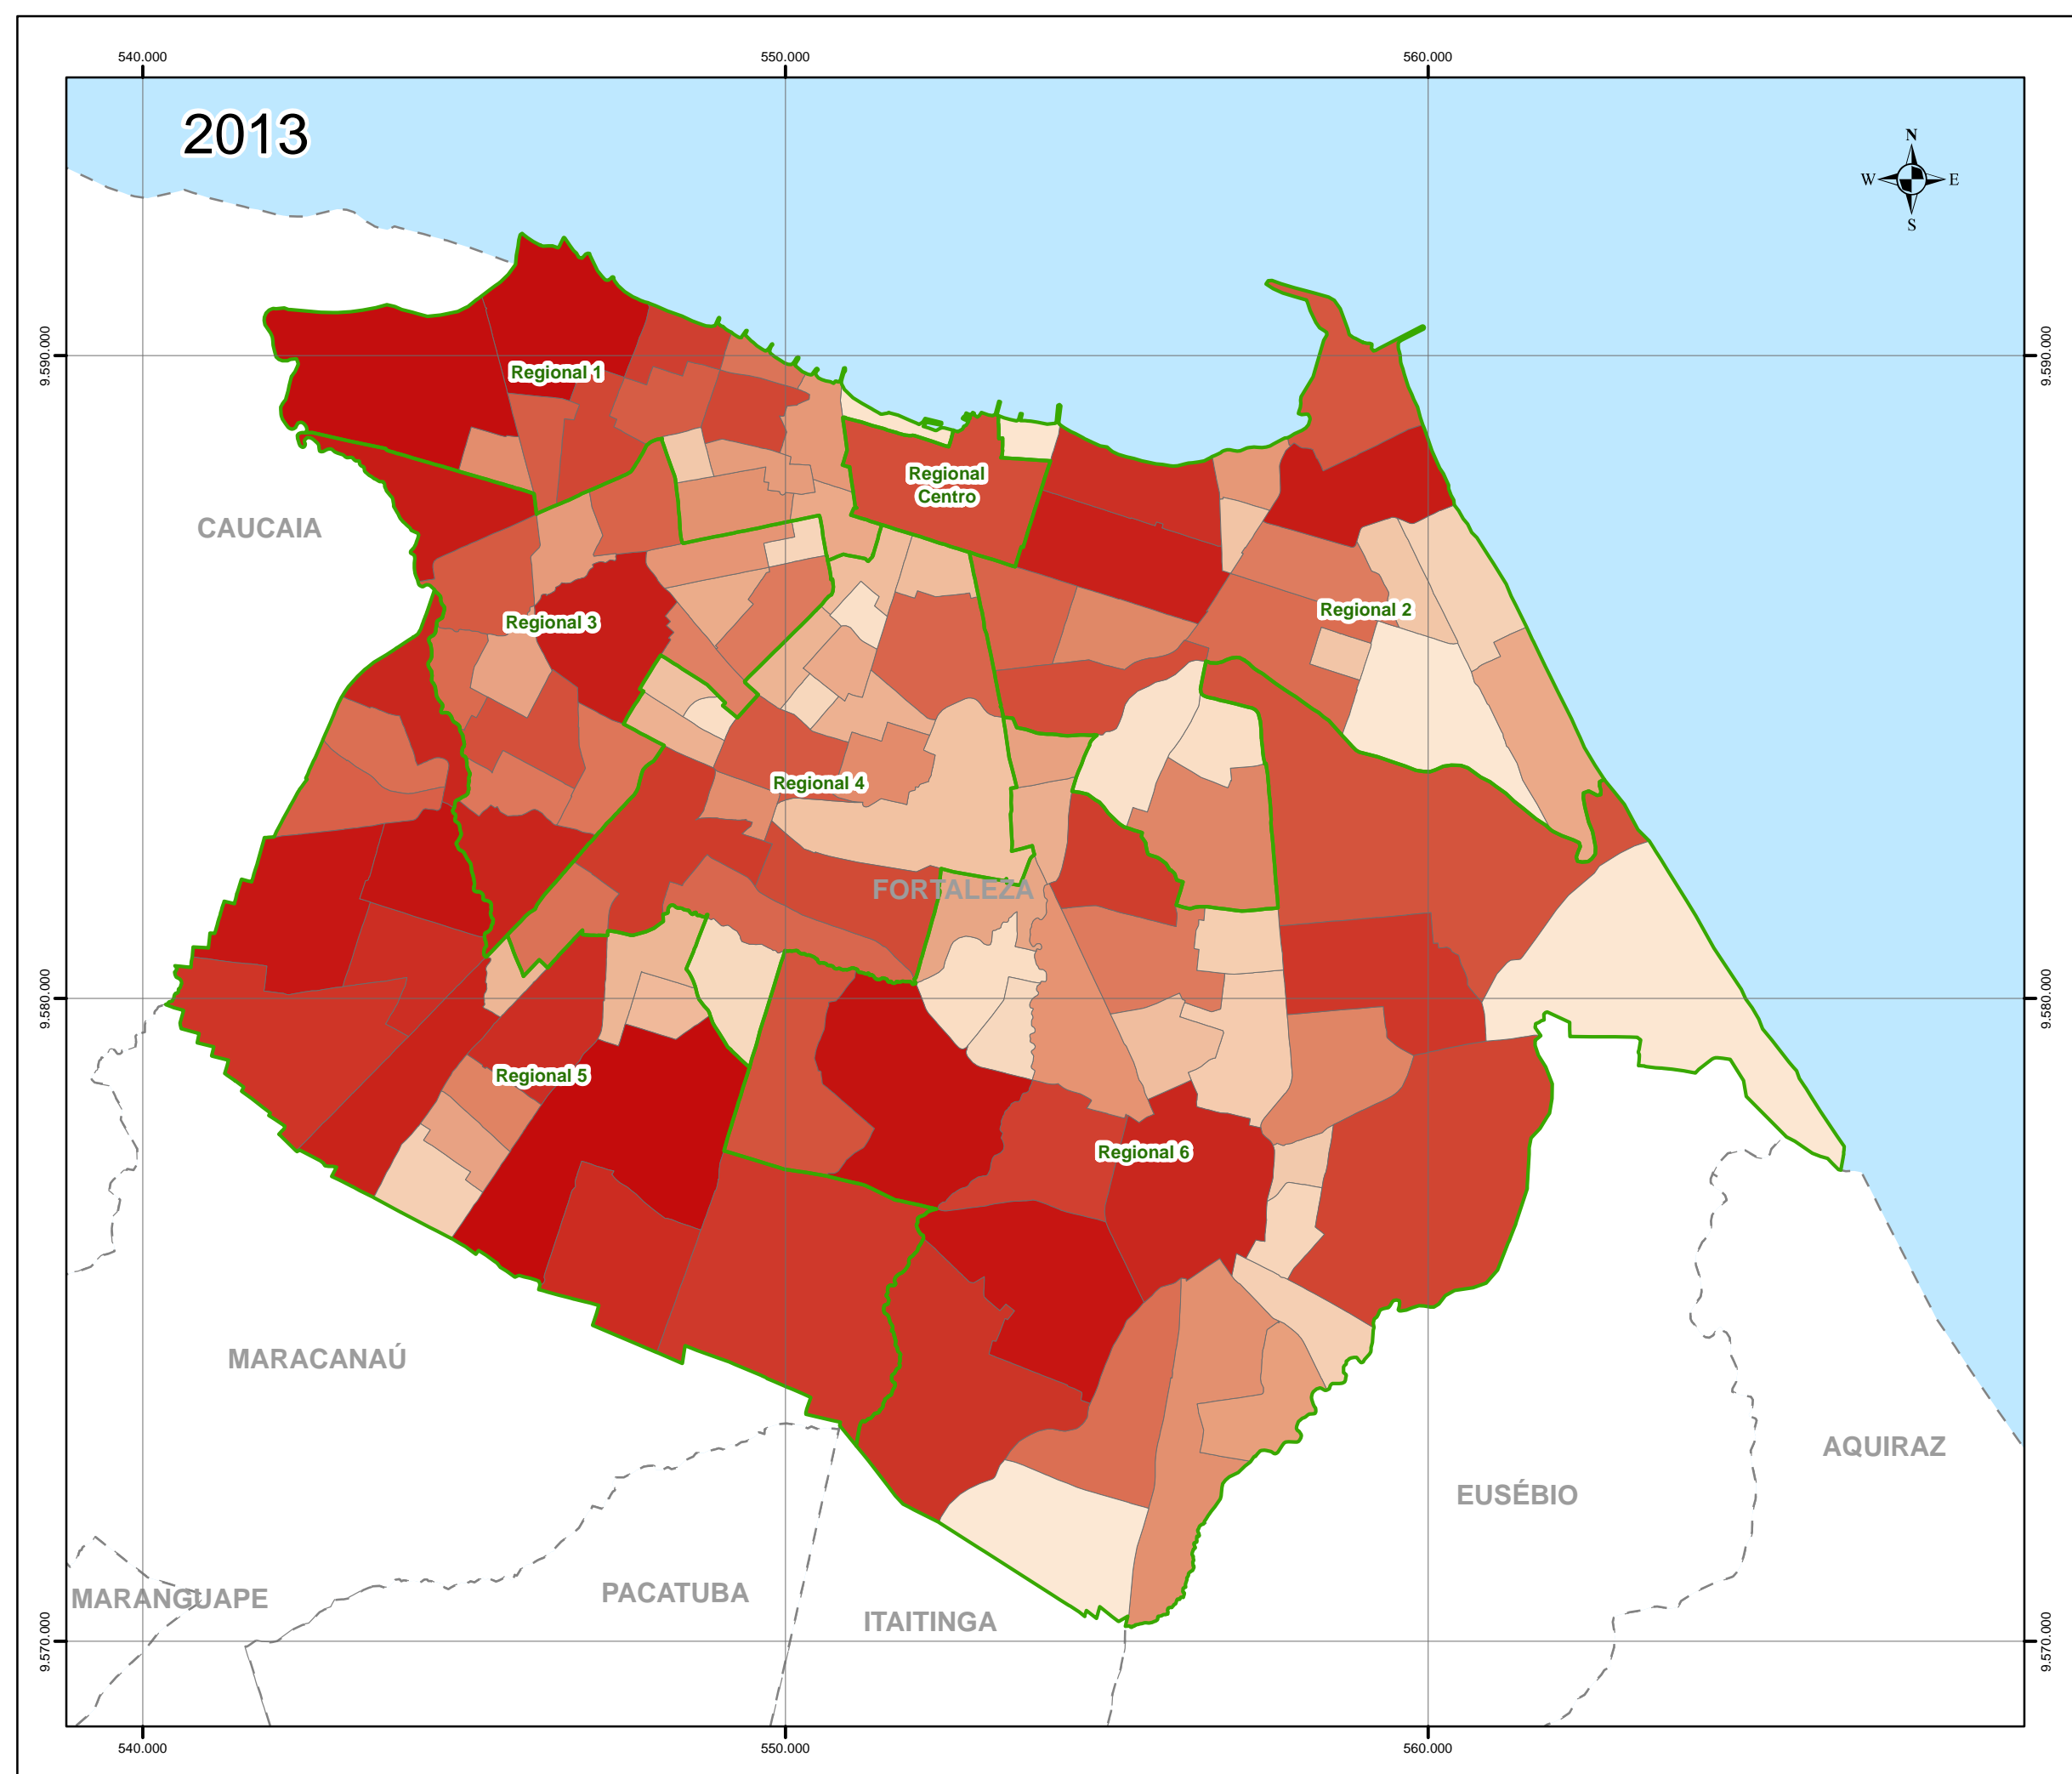 540.000
550.000
560.000
2013
N
W
E
S
9.590.000
9.590.000
Regional 1
Regional
Centro
CAUCAIA
Regional 2
Regional 3
Regional 4
FORTALEZA
9.580.000
9.580.000
Regional 5
Regional 6
MARACANAÚ
AQUIRAZ
EUSÉBIO
PACATUBA
MARANGUAPE
ITAITINGA
9.570.000
9.570.000
540.000
550.000
560.000